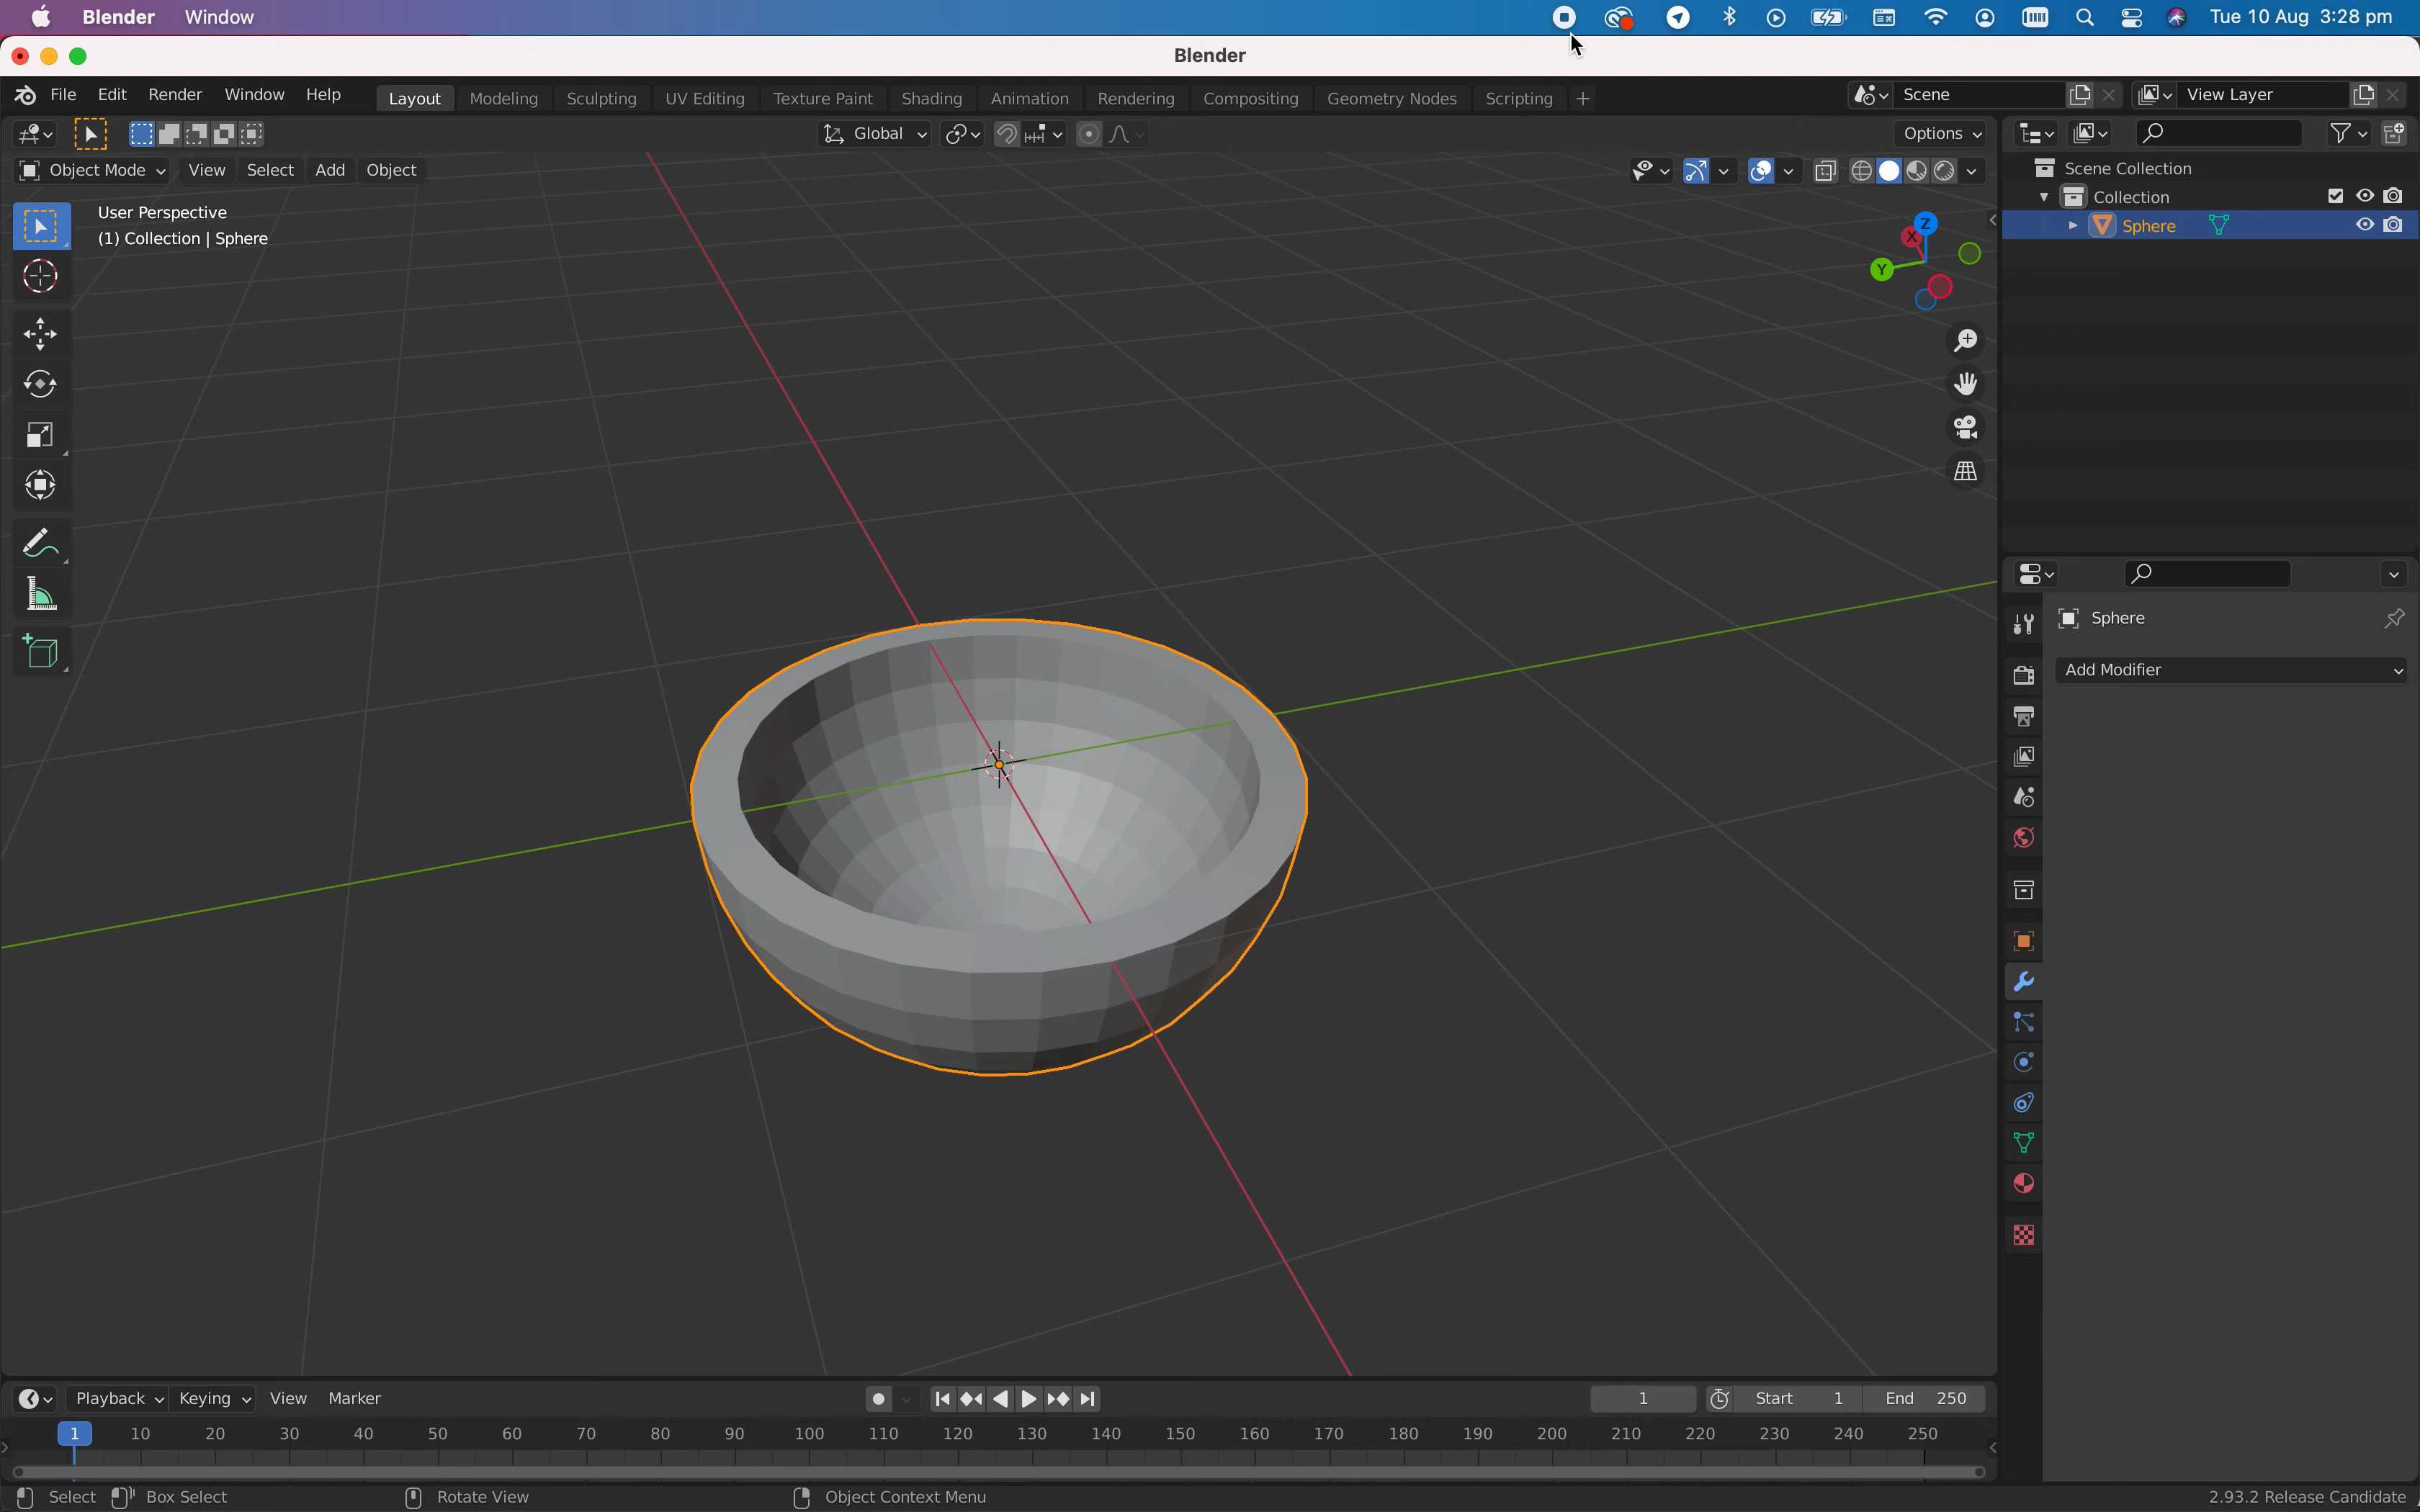 Blender Window Tue 10 Aug 3:28 pm
Blender
File Edit Render Window Help Layout Modeling Sculpting UV Editing Texture Paint Shading Animation Rendering Compositing Geometry Nodes Scripting + Scene View Layer
Global Options
Object Mode View Select Add Object
User Perspective
(1) Collection | Sphere
Z
X
Y
Scene Collection
Collection
Sphere
Sphere
Add Modifier
Playback Keying View Marker 1 Start 1 End 250
1 10 20 30 40 50 60 70 80 90 100 110 120 130 140 150 160 170 180 190 200 210 220 230 240 250
Select Box Select Rotate View Object Context Menu 2.93.2 Release Candidate